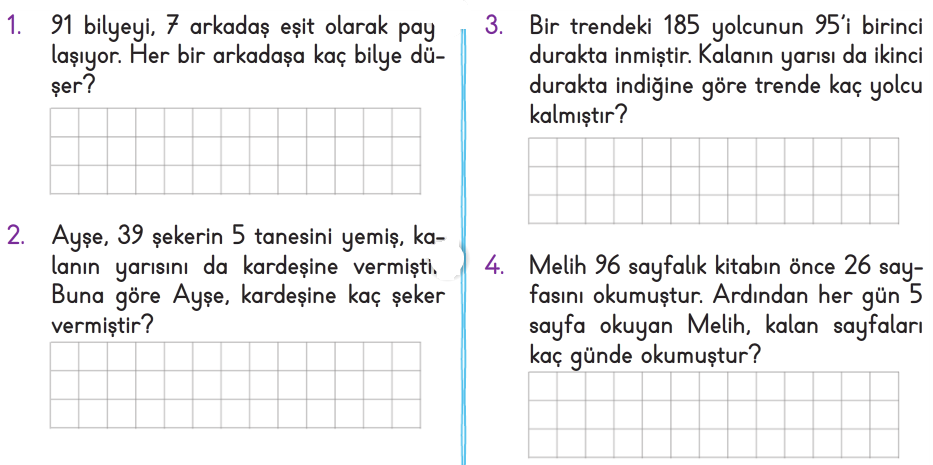 1. 91 bilyeyi, 7 arkadaş eşit olarak pay
laşıyor. Her bir arkadaşa kaç bilye dü-
şer?
2. Ayşe, 39 şekerin 5 tanesini yemiş, ka-
lanın yarısını da kardeşine vermişti.
Buna göre Ayşe, kardeşine kaç şeker
vermiştir?
3. Bir trendeki 185 yolcunun 95'i birinci
durakta inmiştir. Kalanın yarısı da ikinci
durakta indiğine göre trende kaç yolcu
kalmıştır?
4. Melih 96 sayfalık kitabın önce 26 say-
fasını okumuştur. Ardından her gün 5
sayfa okuyan Melih, kalan sayfaları
kaç günde okumuştur?